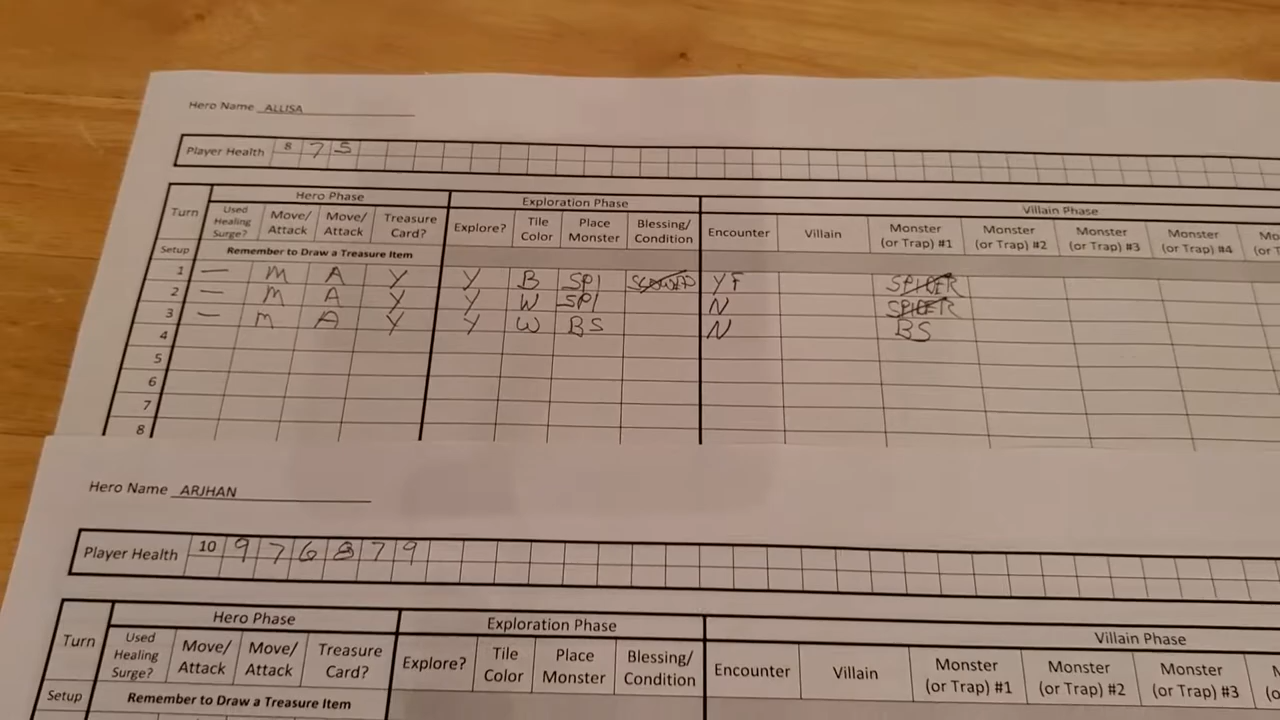 Hero Name ALLISA
Player Health 8 7 5
Hero Phase Exploration Phase Villain Phase
Turn Used Healing Surge? Move/ Attack Move/ Attack Treasure Card? Explore? Tile Color Place Monster Blessing/ Condition Encounter Villain Monster (or Trap) #1 Monster (or Trap) #2 Monster (or Trap) #3 Monster (or Trap) #4
Setup Remember to Draw a Treasure Item
1 — M A Y Y B SPI SLOWED Y F SPIDER
2 — M A Y Y W SPI N SPIDER
3 — M A Y Y W BS N BS
4
5
6
7
8
Hero Name ARJHAN
Player Health 10 9 7 6 8 7 9
Hero Phase Exploration Phase Villain Phase
Turn Used Healing Surge? Move/ Attack Move/ Attack Treasure Card? Explore? Tile Color Place Monster Blessing/ Condition Encounter Villain Monster (or Trap) #1 Monster (or Trap) #2 Monster (or Trap) #3
Setup Remember to Draw a Treasure Item